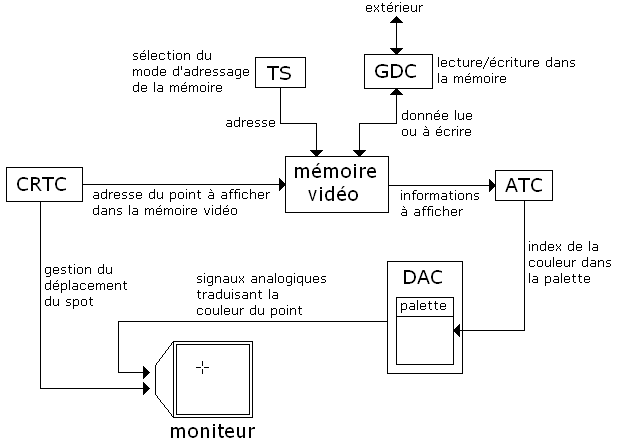 extérieur
sélection du
mode d'adressage
de la mémoire
TS
GDC
lecture/écriture dans
la mémoire
adresse
donnée lue
ou à écrire
CRTC
adresse du point à afficher
dans la mémoire vidéo
mémoire
vidéo
informations
à afficher
ATC
gestion du
déplacement
du spot
signaux analogiques
traduisant la
couleur du point
DAC
palette
index de la
couleur dans
la palette
moniteur